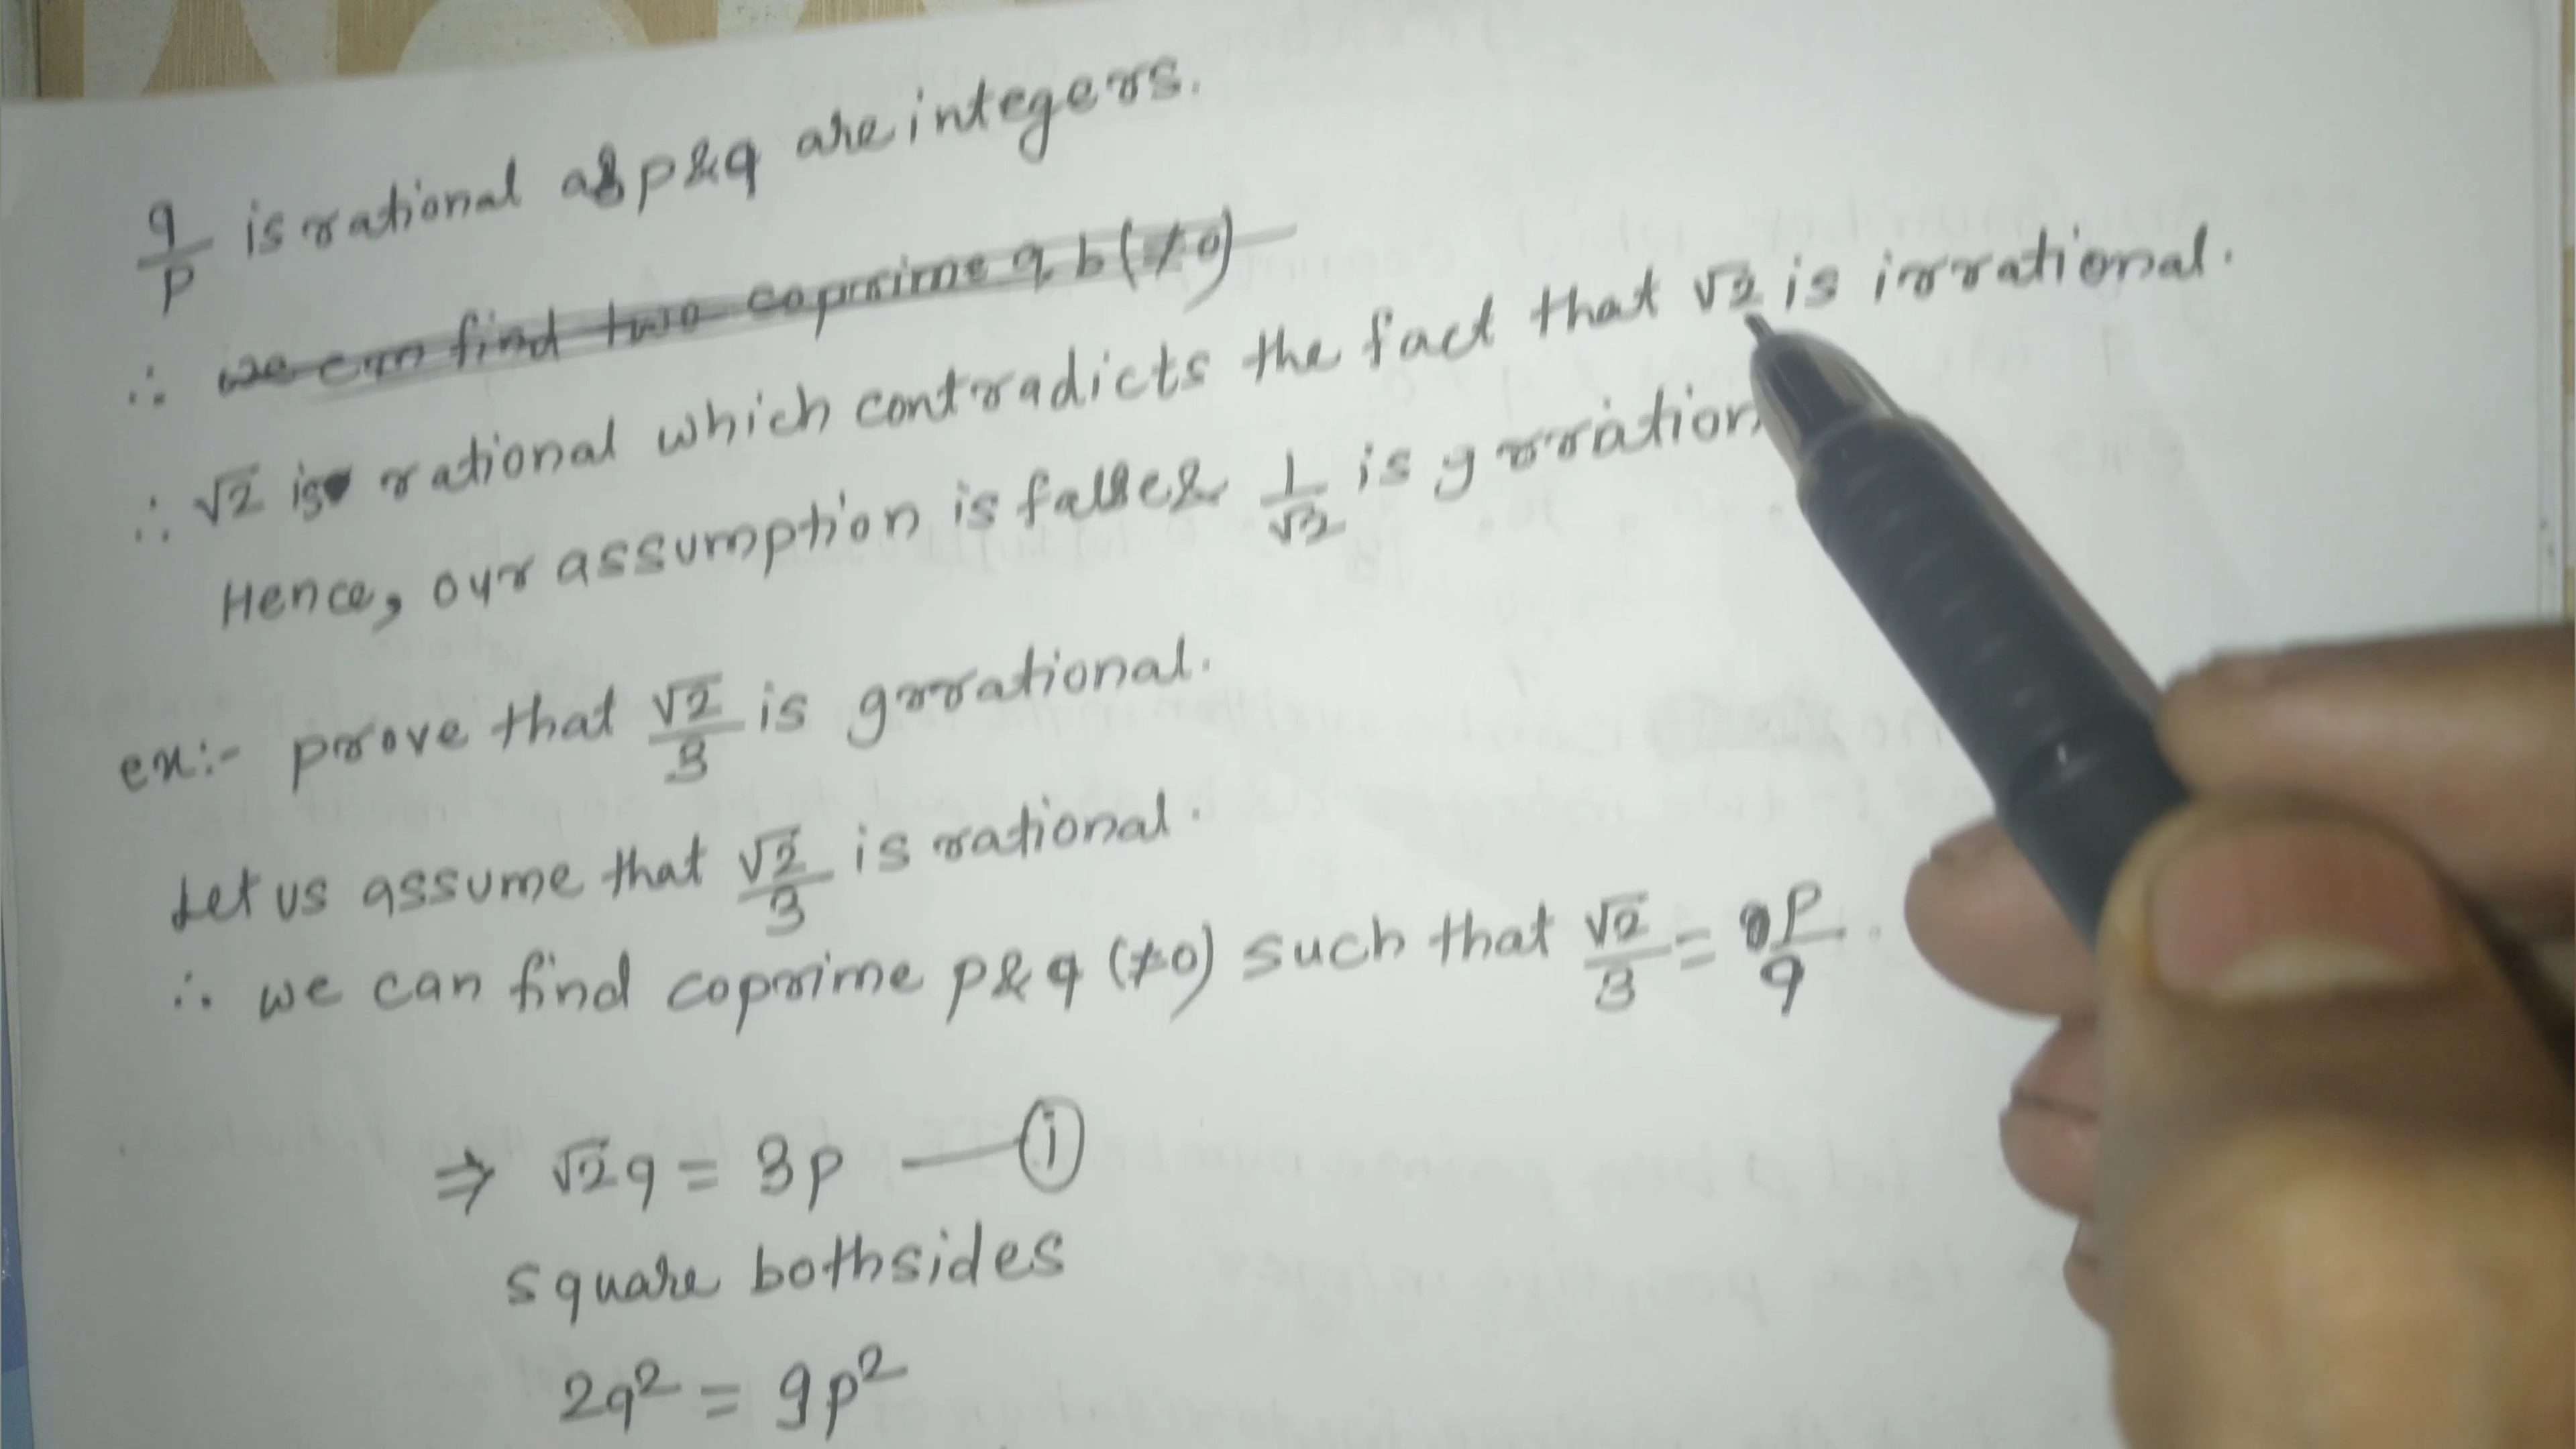 q/p is rational as p & q are integers.
∴ we can find two coprime a, b (≠0)
∴ √2 is rational which contradicts the fact that √2 is irrational.
Hence, our assumption is false & 1/√2 is irration
ex:- prove that √2/3 is irrational.
Let us assume that √2/3 is rational.
∴ we can find coprime p & q (≠0) such that √2/3 = p/q.
⇒ √2q = 3p — (i)
square bothsides
2q² = 9p²